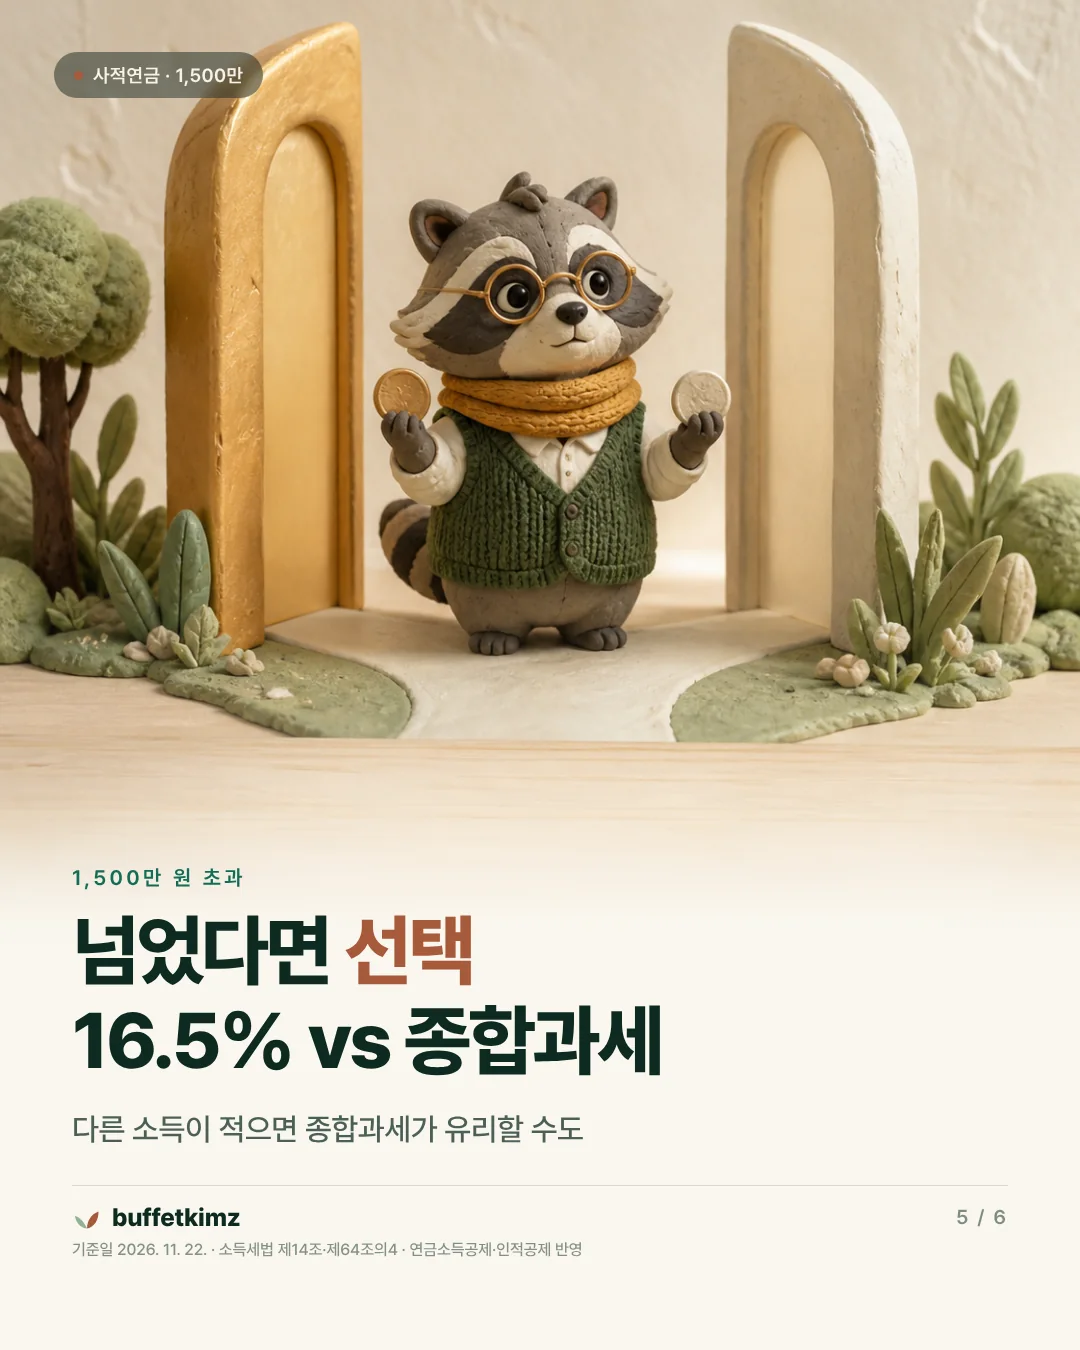 사적연금 · 1,500만
1,500만 원 초과
넘었다면 선택
16.5% vs 종합과세
다른 소득이 적으면 종합과세가 유리할 수도
buffetkimz
5 / 6
기준일 2026. 11. 22. · 소득세법 제14조·제64조의4 · 연금소득공제·인적공제 반영